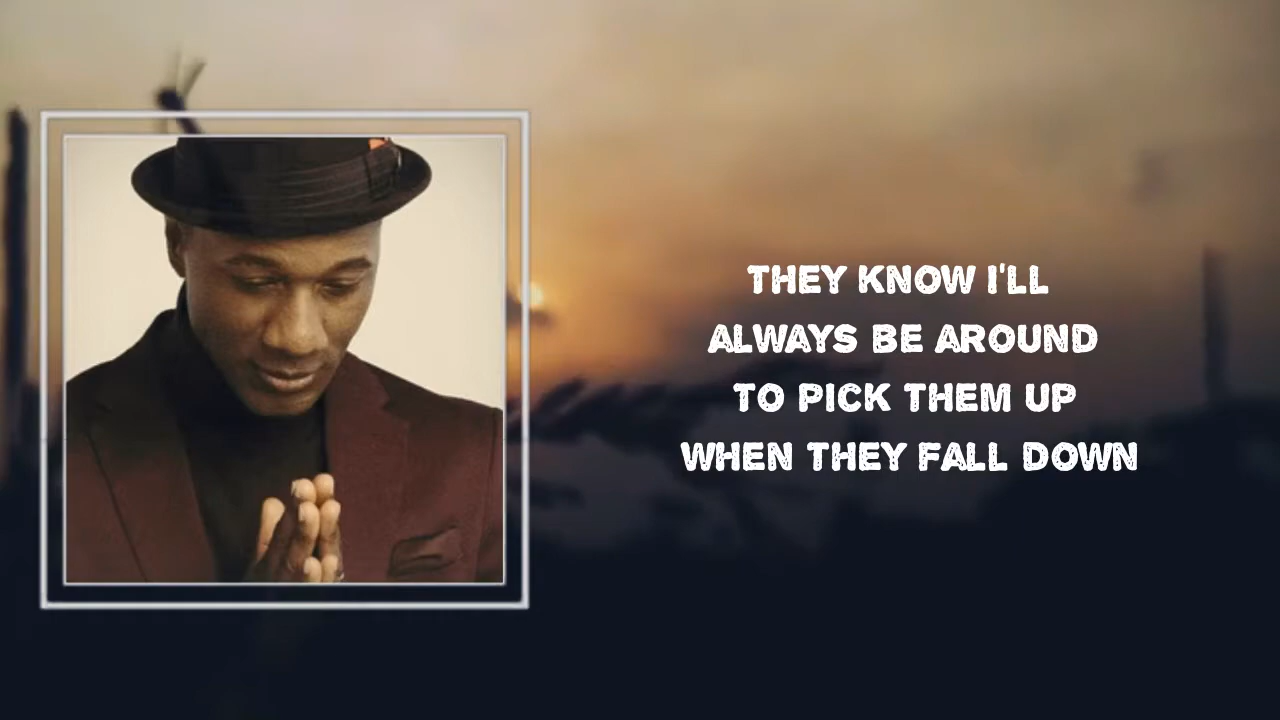 THEY KNOW I'LL
ALWAYS BE AROUND
TO PICK THEM UP
WHEN THEY FALL DOWN